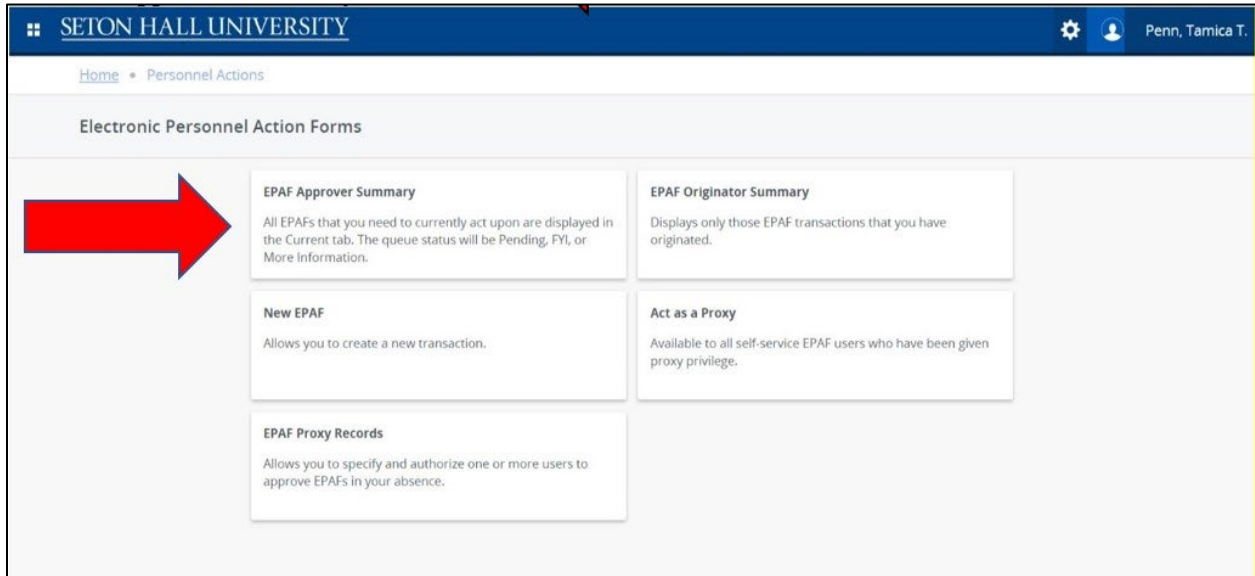 SETON HALL UNIVERSITY
Penn, Tamica T.
Home • Personnel Actions
Electronic Personnel Action Forms
EPAF Approver Summary
All EPAFs that you need to currently act upon are displayed in
the Current tab. The queue status will be Pending, FYI, or
More Information.
EPAF Originator Summary
Displays only those EPAF transactions that you have
originated.
New EPAF
Allows you to create a new transaction.
Act as a Proxy
Available to all self-service EPAF users who have been given
proxy privilege.
EPAF Proxy Records
Allows you to specify and authorize one or more users to
approve EPAFs in your absence.